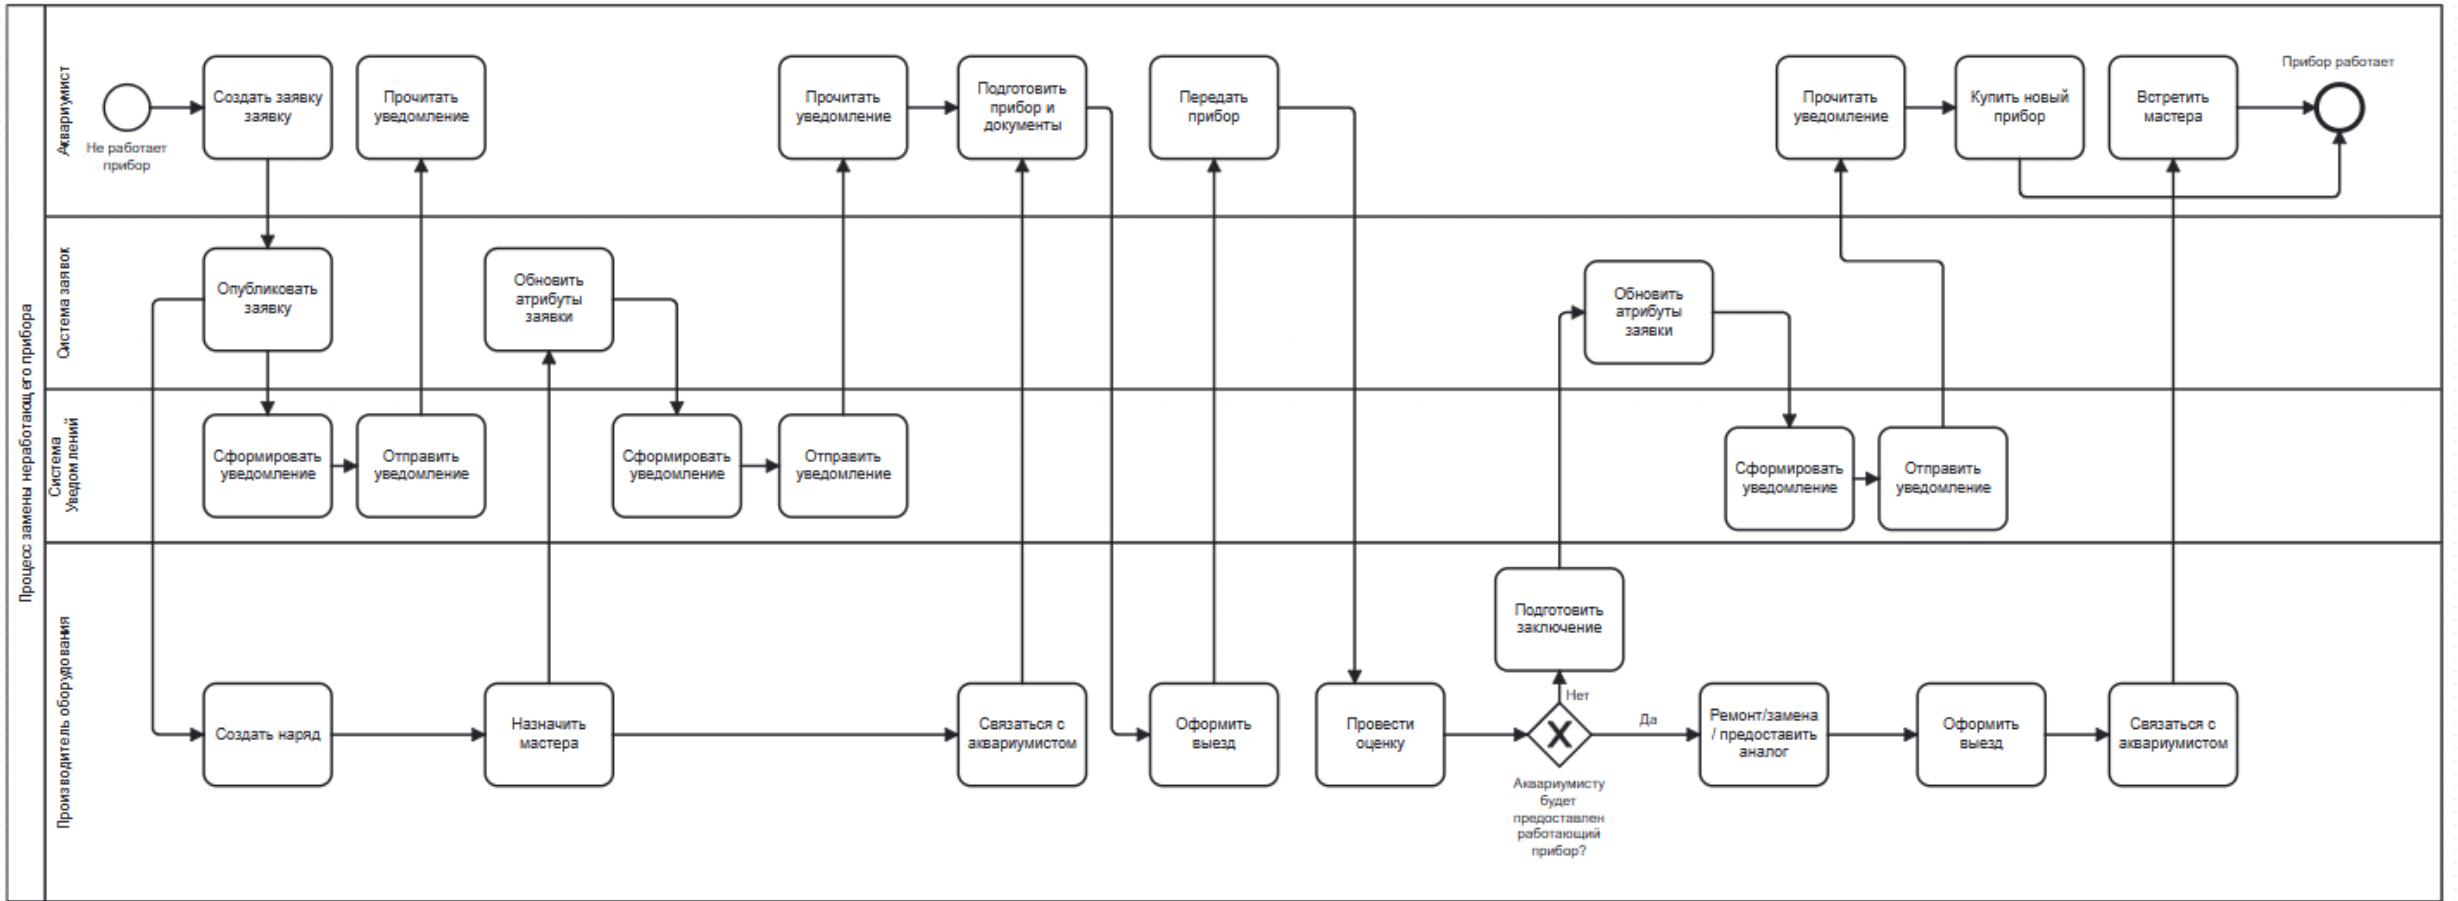 Процесс замены неработающего прибора
Аквариумист
Не работает
прибор
Создать заявку
заявку
Прочитать
уведомление
Прочитать
уведомление
Подготовить
прибор и
документы
Передать
прибор
Прочитать
уведомление
Купить новый
прибор
Встретить
мастера
Прибор работает
Система заявок
Опубликовать
заявку
Обновить
атрибуты
заявки
Обновить
атрибуты
заявки
Система
Уведомлений
Сформировать
уведомление
Отправить
уведомление
Сформировать
уведомление
Отправить
уведомление
Сформировать
уведомление
Отправить
уведомление
Производитель оборудования
Подготовить
заключение
Нет
Да
Создать наряд
Назначить
мастера
Связаться с
аквариумистом
Оформить
выезд
Провести
оценку
Аквариумисту
будет
предоставлен
работающий
прибор?
Ремонт/замена
/ предоставить
аналог
Оформить
выезд
Связаться с
аквариумистом